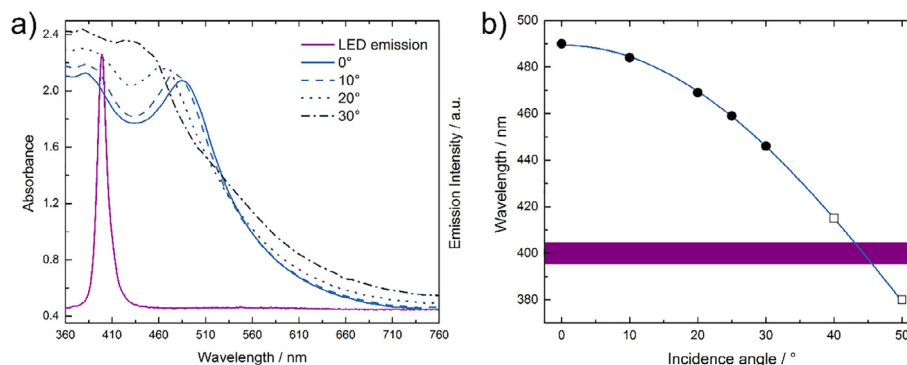 a)
LED emission
0°
10°
20°
30°
2.4
1.8
1.2
0.6
0.4
360 410 460 510 560 610 660 710 760
Absorbance
Emission Intensity / a.u.
Wavelength / nm
b)
500
480
460
440
420
400
380
0 10 20 30 40 50
Wavelength / nm
Incidence angle / °